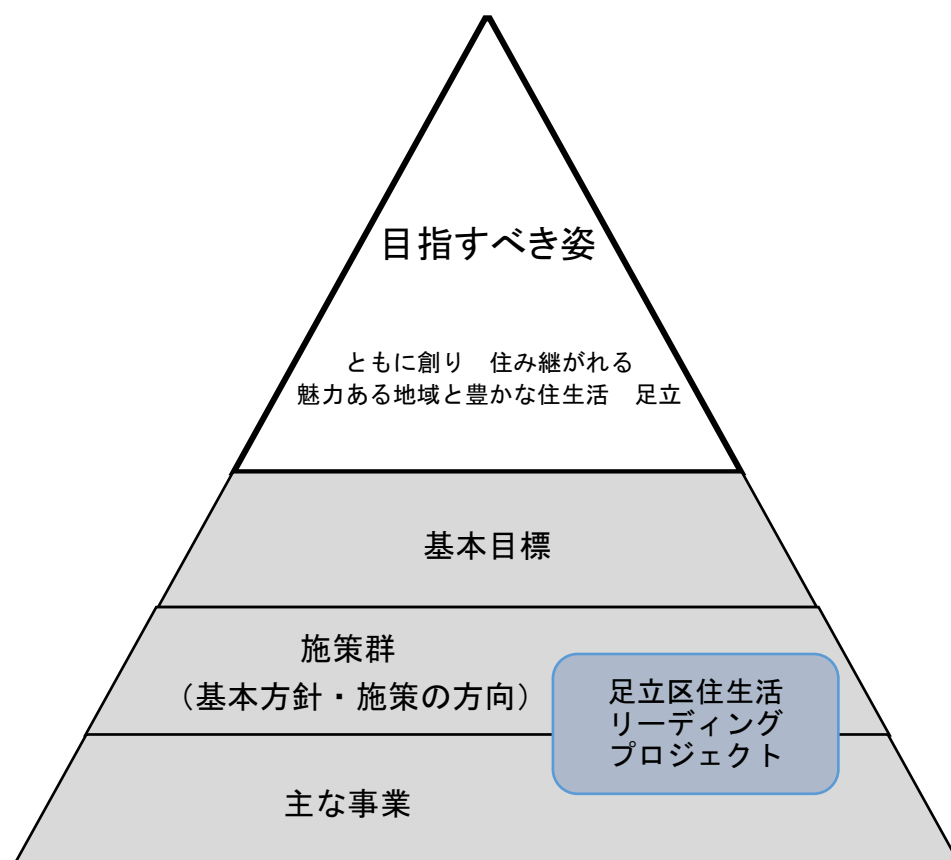 目指すべき姿
ともに創り　住み継がれる
魅力ある地域と豊かな住生活　足立
基本目標
施策群
（基本方針・施策の方向）
足立区住生活
リーディング
プロジェクト
主な事業